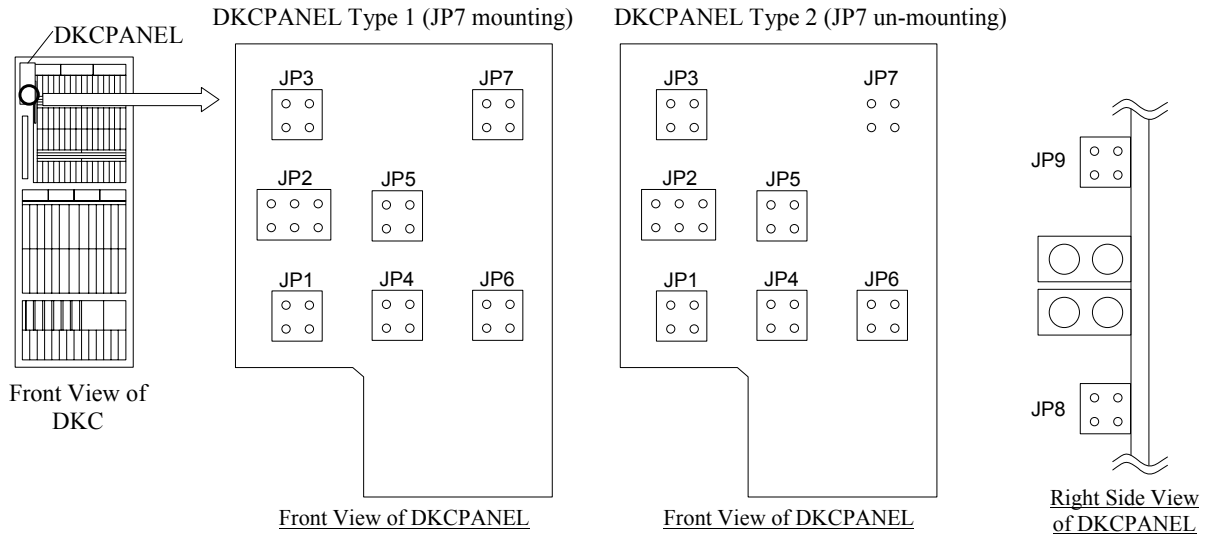 DKCPANEL Type 1 (JP7 mounting)
DKCPANEL Type 2 (JP7 un-mounting)
DKCPANEL
JP3
JP7
JP2
JP5
JP1
JP4
JP6
JP3
JP7
JP2
JP5
JP1
JP4
JP6
JP9
JP8
Front View of
DKC
Front View of DKCPANEL
Front View of DKCPANEL
Right Side View
of DKCPANEL